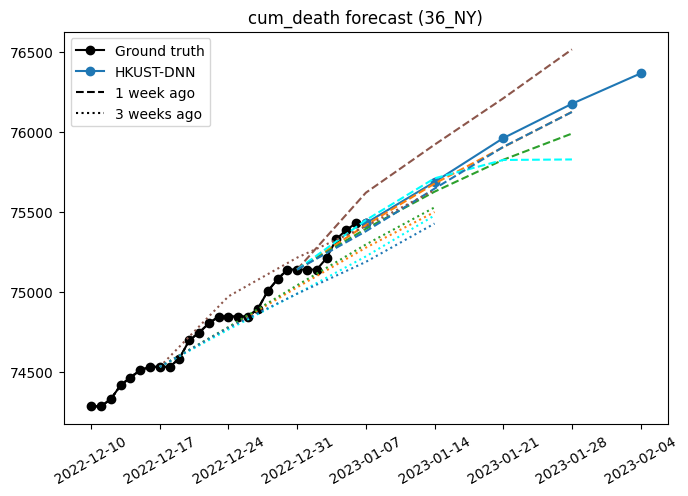 cum_death forecast (36_NY)
Ground truth
HKUST-DNN
1 week ago
3 weeks ago
76500
76000
75500
75000
74500
2022-12-10
2022-12-17
2022-12-24
2022-12-31
2023-01-07
2023-01-14
2023-01-21
2023-01-28
2023-02-04